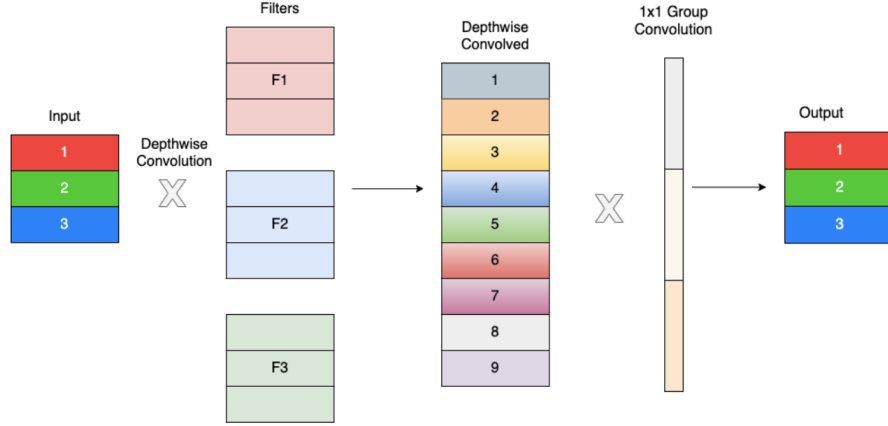 Input
1
2
3
Depthwise
Convolution
X
Filters
F1
F2
F3
Depthwise
Convolved
1
2
3
4
5
6
7
8
9
X
1x1 Group
Convolution
Output
1
2
3